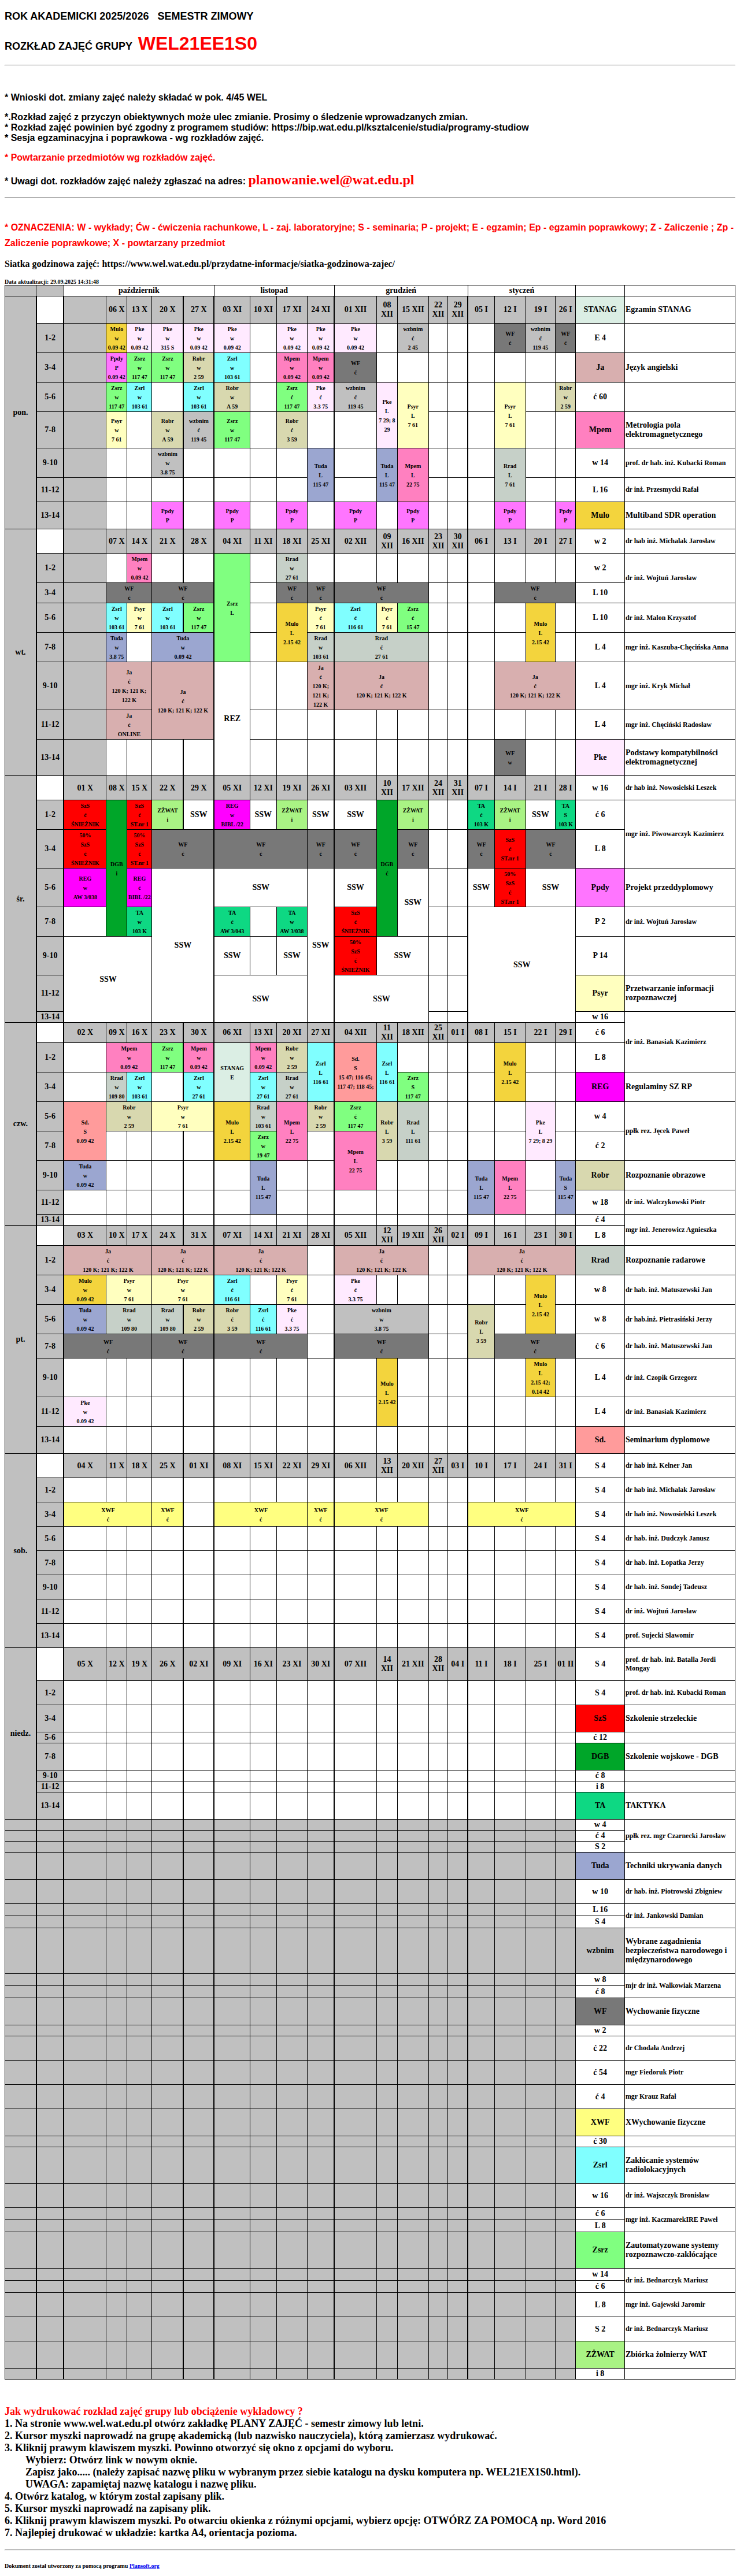 ROK AKADEMICKI 2025/2026 SEMESTR ZIMOWY
ROZKŁAD ZAJĘĆ GRUPY WEL21EE1S0
* Wnioski dot. zmiany zajęć należy składać w pok. 4/45 WEL
*.Rozkład zajęć z przyczyn obiektywnych może ulec zmianie. Prosimy o śledzenie wprowadzanych zmian.
* Rozkład zajęć powinien być zgodny z programem studiów: https://bip.wat.edu.pl/ksztalcenie/studia/programy-studiow
* Sesja egzaminacyjna i poprawkowa - wg rozkładów zajęć.
* Powtarzanie przedmiotów wg rozkładów zajęć.
* Uwagi dot. rozkładów zajęć należy zgłaszać na adres: planowanie.wel@wat.edu.pl
* OZNACZENIA: W - wykłady; Ćw - ćwiczenia rachunkowe, L - zaj. laboratoryjne; S - seminaria; P - projekt; E - egzamin; Ep - egzamin poprawkowy; Z - Zaliczenie ; Zp -
Zaliczenie poprawkowe; X - powtarzany przedmiot
Siatka godzinowa zajęć: https://www.wel.wat.edu.pl/przydatne-informacje/siatka-godzinowa-zajec/
Data aktualizacji: 29.09.2025 14:31:48
październik listopad grudzień styczeń
pon. 06 X 13 X 20 X 27 X 03 XI 10 XI 17 XI 24 XI 01 XII 08 XII 15 XII 22 XII 29 XII 05 I 12 I 19 I 26 I STANAG Egzamin STANAG
1-2 Mulo Pke Pke Pke Pke Pke Pke Pke wzbnim WF wzbnim WF E 4
w w w w w w w w ć ć ć ć
0.09 42 0.09 42 315 S 0.09 42 0.09 42 0.09 42 0.09 42 0.09 42 2 45 119 45
3-4 Ppdy Zsrz Zsrz Robr Zsrl Mpem Mpem WF Ja Język angielski
P w w w w w w ć
0.09 42 117 47 117 47 2 59 103 61 0.09 42 0.09 42
5-6 Zsrz Zsrl Zsrl Robr Zsrz Pke wzbnim Pke Psyr Psyr Robr ć 60
w w w w ć ć ć L L L w
117 47 103 61 103 61 A 59 117 47 3.3 75 119 45 7 29; 8 29 7 61 7 61 2 59
7-8 Psyr Robr wzbnim Zsrz Robr Mpem Metrologia pola elektromagnetycznego
w w ć w ć
7 61 A 59 119 45 117 47 3 59
9-10 wzbnim Tuda Tuda Mpem Rrad w 14 prof. dr hab. inż. Kubacki Roman
w L L L L
3.8 75 115 47 115 47 22 75 7 61
11-12 L 16 dr inż. Przesmycki Rafał
13-14 Ppdy Ppdy Ppdy Ppdy Ppdy Ppdy Ppdy Mulo Multiband SDR operation
P P P P P P P
wt. 07 X 14 X 21 X 28 X 04 XI 11 XI 18 XI 25 XI 02 XII 09 XII 16 XII 23 XII 30 XII 06 I 13 I 20 I 27 I w 2 dr hab inż. Michalak Jarosław
1-2 Mpem Zsrz Rrad w 2 dr inż. Wojtuń Jarosław
w L w
0.09 42 27 61
3-4 WF WF WF WF WF WF L 10
ć ć ć ć ć ć
5-6 Zsrl Psyr Zsrl Zsrz Mulo Psyr Zsrl Psyr Zsrz Mulo L 10 dr inż. Malon Krzysztof
w w w w L ć ć ć ć L
103 61 7 61 103 61 117 47 2.15 42 7 61 116 61 7 61 15 47 2.15 42
7-8 Tuda Tuda Rrad Rrad L 4 mgr inż. Kaszuba-Chęcińska Anna
w w w ć
3.8 75 0.09 42 103 61 27 61
9-10 Ja Ja REZ Ja Ja Ja L 4 mgr inż. Kryk Michał
ć ć ć ć ć
120 K; 121 K; 122 K 120 K; 121 K; 122 K 120 K; 121 K; 122 K 120 K; 121 K; 122 K 120 K; 121 K; 122 K
11-12 Ja L 4 mgr inż. Chęciński Radosław
ć
ONLINE
13-14 WF Pke Podstawy kompatybilności elektromagnetycznej
w
śr. 01 X 08 X 15 X 22 X 29 X 05 XI 12 XI 19 XI 26 XI 03 XII 10 XII 17 XII 24 XII 31 XII 07 I 14 I 21 I 28 I w 16 dr hab inż. Nowosielski Leszek
1-2 SzS DGB SzS ZŻWAT SSW REG SSW ZŻWAT SSW SSW DGB ZŻWAT TA ZŻWAT SSW TA ć 6 mgr inż. Piwowarczyk Kazimierz
ć i ć i w i ć i ć i S
ŚNIEŻNIK STar 1 BIBL /22 103 K 103 K
3-4 50% 50% WF WF WF WF WF WF SzS WF L 8
SzS SzS ć ć ć ć ć ć ć ć
ć ć
ŚNIEŻNIK STar 1 STar 1
5-6 REG REG SSW SSW SSW SSW SSW 50% SSW Ppdy Projekt przeddyplomowy
w ć SzS
AW 3/038 BIBL /22 ć
STar 1
7-8 SSW TA TA TA SSW SzS SSW P 2 dr inż. Wojtuń Jarosław
w ć w ć
103 K AW 3/043 AW 3/038 ŚNIEŻNIK
9-10 SSW SSW 50% SSW P 14
SzS
ć
ŚNIEŻNIK
11-12 SSW SSW Psyr Przetwarzanie informacji rozpoznawczej
13-14 w 16 dr inż. Banasiak Kazimierz
czw. 02 X 09 X 16 X 23 X 30 X 06 XI 13 XI 20 XI 27 XI 04 XII 11 XII 18 XII 25 XII 01 I 08 I 15 I 22 I 29 I ć 6
1-2 Mpem Zsrz Mpem STANAG Mpem Robr Zsrl Sd. Zsrl Mulo L 8
w w w E w w L S L L
0.09 42 117 47 0.09 42 0.09 42 2 59 116 61 15 47; 116 45; 117 47; 118 45; 116 61 2.15 42
3-4 Rrad Zsrl Zsrl Zsrl Rrad Zsrz REG Regulaminy SZ RP
w w w w w S
109 80 103 61 27 61 27 61 27 61 117 47
5-6 Sd. Robr Psyr Mulo Rrad Mpem Robr Zsrz Robr Rrad Pke w 4 ppłk rez. Jęcek Paweł
S w w L w L w ć L L L
0.09 42 2 59 7 61 2.15 42 103 61 22 75 2 59 117 47 3 59 111 61 7 29; 8 29
7-8 Zsrz Mpem ć 2
w L
19 47 22 75
9-10 Tuda Tuda Tuda Mpem Tuda Robr Rozpoznanie obrazowe
w L L L S
0.09 42 115 47 115 47 22 75 115 47
11-12 w 18 dr inż. Walczykowski Piotr
13-14 ć 4 mgr inż. Jenerowicz Agnieszka
pt. 03 X 10 X 17 X 24 X 31 X 07 XI 14 XI 21 XI 28 XI 05 XII 12 XII 19 XII 26 XII 02 I 09 I 16 I 23 I 30 I L 8
1-2 Ja Ja Ja Ja Ja Rrad Rozpoznanie radarowe
ć ć ć ć ć
120 K; 121 K; 122 K 120 K; 121 K; 122 K 120 K; 121 K; 122 K 120 K; 121 K; 122 K 120 K; 121 K; 122 K
3-4 Mulo Psyr Psyr Zsrl Psyr Pke Mulo w 8 dr hab. inż. Matuszewski Jan
w w w ć ć ć L
0.09 42 7 61 7 61 116 61 7 61 3.3 75 2.15 42
5-6 Tuda Rrad Rrad Robr Robr Zsrl Pke wzbnim Robr w 8 dr hab.inż. Pietrasiński Jerzy
w w w w ć ć ć w L
0.09 42 109 80 109 80 2 59 3 59 116 61 3.3 75 3.8 75 3 59
7-8 WF WF WF WF WF ć 6 dr hab. inż. Matuszewski Jan
ć ć ć ć ć
9-10 Mulo Mulo L 4 dr inż. Czopik Grzegorz
L L
2.15 42 2.15 42; 0.14 42
11-12 Pke L 4 dr inż. Banasiak Kazimierz
w
0.09 42
13-14 Sd. Seminarium dyplomowe
sob. 04 X 11 X 18 X 25 X 01 XI 08 XI 15 XI 22 XI 29 XI 06 XII 13 XII 20 XII 27 XII 03 I 10 I 17 I 24 I 31 I S 4 dr hab inż. Kelner Jan
1-2 S 4 dr hab inż. Michalak Jarosław
3-4 XWF XWF XWF XWF XWF XWF S 4 dr hab inż. Nowosielski Leszek
ć ć ć ć ć ć
5-6 S 4 dr hab. inż. Dudczyk Janusz
7-8 S 4 dr hab. inż. Łopatka Jerzy
9-10 S 4 dr hab. inż. Sondej Tadeusz
11-12 S 4 dr inż. Wojtuń Jarosław
13-14 S 4 prof. Sujecki Sławomir
niedz. 05 X 12 X 19 X 26 X 02 XI 09 XI 16 XI 23 XI 30 XI 07 XII 14 XII 21 XII 28 XII 04 I 11 I 18 I 25 I 01 II S 4 prof. dr hab. inż. Batalla Jordi Mongay
1-2 S 4 prof. dr hab. inż. Kubacki Roman
3-4 SzS Szkolenie strzeleckie
5-6 ć 12
7-8 DGB Szkolenie wojskowe - DGB
9-10 ć 8
11-12 i 8
13-14 TA TAKTYKA
w 4 ppłk rez. mgr Czarnecki Jarosław
ć 4
S 2
Tuda Techniki ukrywania danych
w 10 dr hab. inż. Piotrowski Zbigniew
L 16 dr inż. Jankowski Damian
S 4
wzbnim Wybrane zagadnienia bezpieczeństwa narodowego i międzynarodowego
w 8 mjr dr inż. Walkowiak Marzena
ć 8
WF Wychowanie fizyczne
w 2
ć 22 dr Chodała Andrzej
ć 54 mgr Fiedoruk Piotr
ć 4 mgr Krauz Rafał
XWF XWychowanie fizyczne
ć 30
Zsrl Zakłócanie systemów radiolokacyjnych
w 16 dr inż. Wajszczyk Bronisław
ć 6 mgr inż. KaczmarekIRE Paweł
L 8
Zsrz Zautomatyzowane systemy rozpoznawczo-zakłócające
w 14 dr inż. Bednarczyk Mariusz
ć 6
L 8 mgr inż. Gajewski Jaromir
S 2 dr inż. Bednarczyk Mariusz
ZŻWAT Zbiórka żołnierzy WAT
i 8
Jak wydrukować rozkład zajęć grupy lub obciążenie wykładowcy ?
1. Na stronie www.wel.wat.edu.pl otwórz zakładkę PLANY ZAJĘĆ - semestr zimowy lub letni.
2. Kursor myszki naprowadź na grupę akademicką (lub nazwisko nauczyciela), którą zamierzasz wydrukować.
3. Kliknij prawym klawiszem myszki. Powinno otworzyć się okno z opcjami do wyboru.
Wybierz: Otwórz link w nowym oknie.
Zapisz jako..... (należy zapisać nazwę pliku w wybranym przez siebie katalogu na dysku komputera np. WEL21EX1S0.html).
UWAGA: zapamiętaj nazwę katalogu i nazwę pliku.
4. Otwórz katalog, w którym został zapisany plik.
5. Kursor myszki naprowadź na zapisany plik.
6. Kliknij prawym klawiszem myszki. Po otwarciu okienka z różnymi opcjami, wybierz opcję: OTWÓRZ ZA POMOCĄ np. Word 2016
7. Najlepiej drukować w układzie: kartka A4, orientacja pozioma.
Dokument został utworzony za pomocą programu Plansoft.org